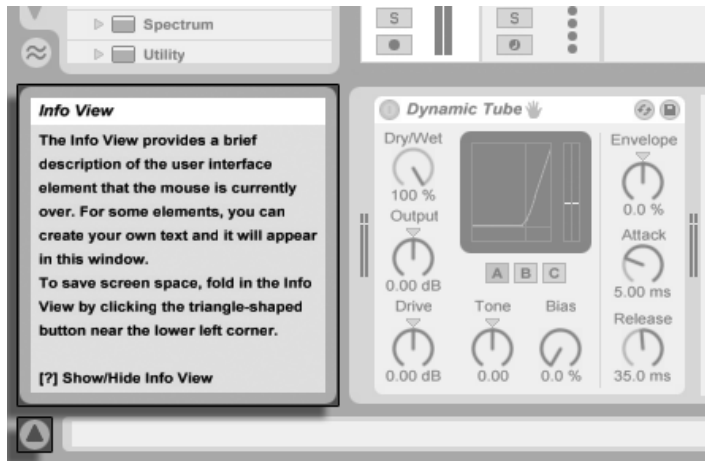 Spectrum
Utility
S
S
Info View
The Info View provides a brief
description of the user interface
element that the mouse is currently
over. For some elements, you can
create your own text and it will appear
in this window.
To save screen space, fold in the Info
View by clicking the triangle-shaped
button near the lower left corner.
[?] Show/Hide Info View
Dynamic Tube
Dry/Wet
100 %
Output
0.00 dB
Drive
0.00 dB
A B C
Tone
0.00
Bias
0.0 %
Envelope
0.0 %
Attack
5.00 ms
Release
35.0 ms